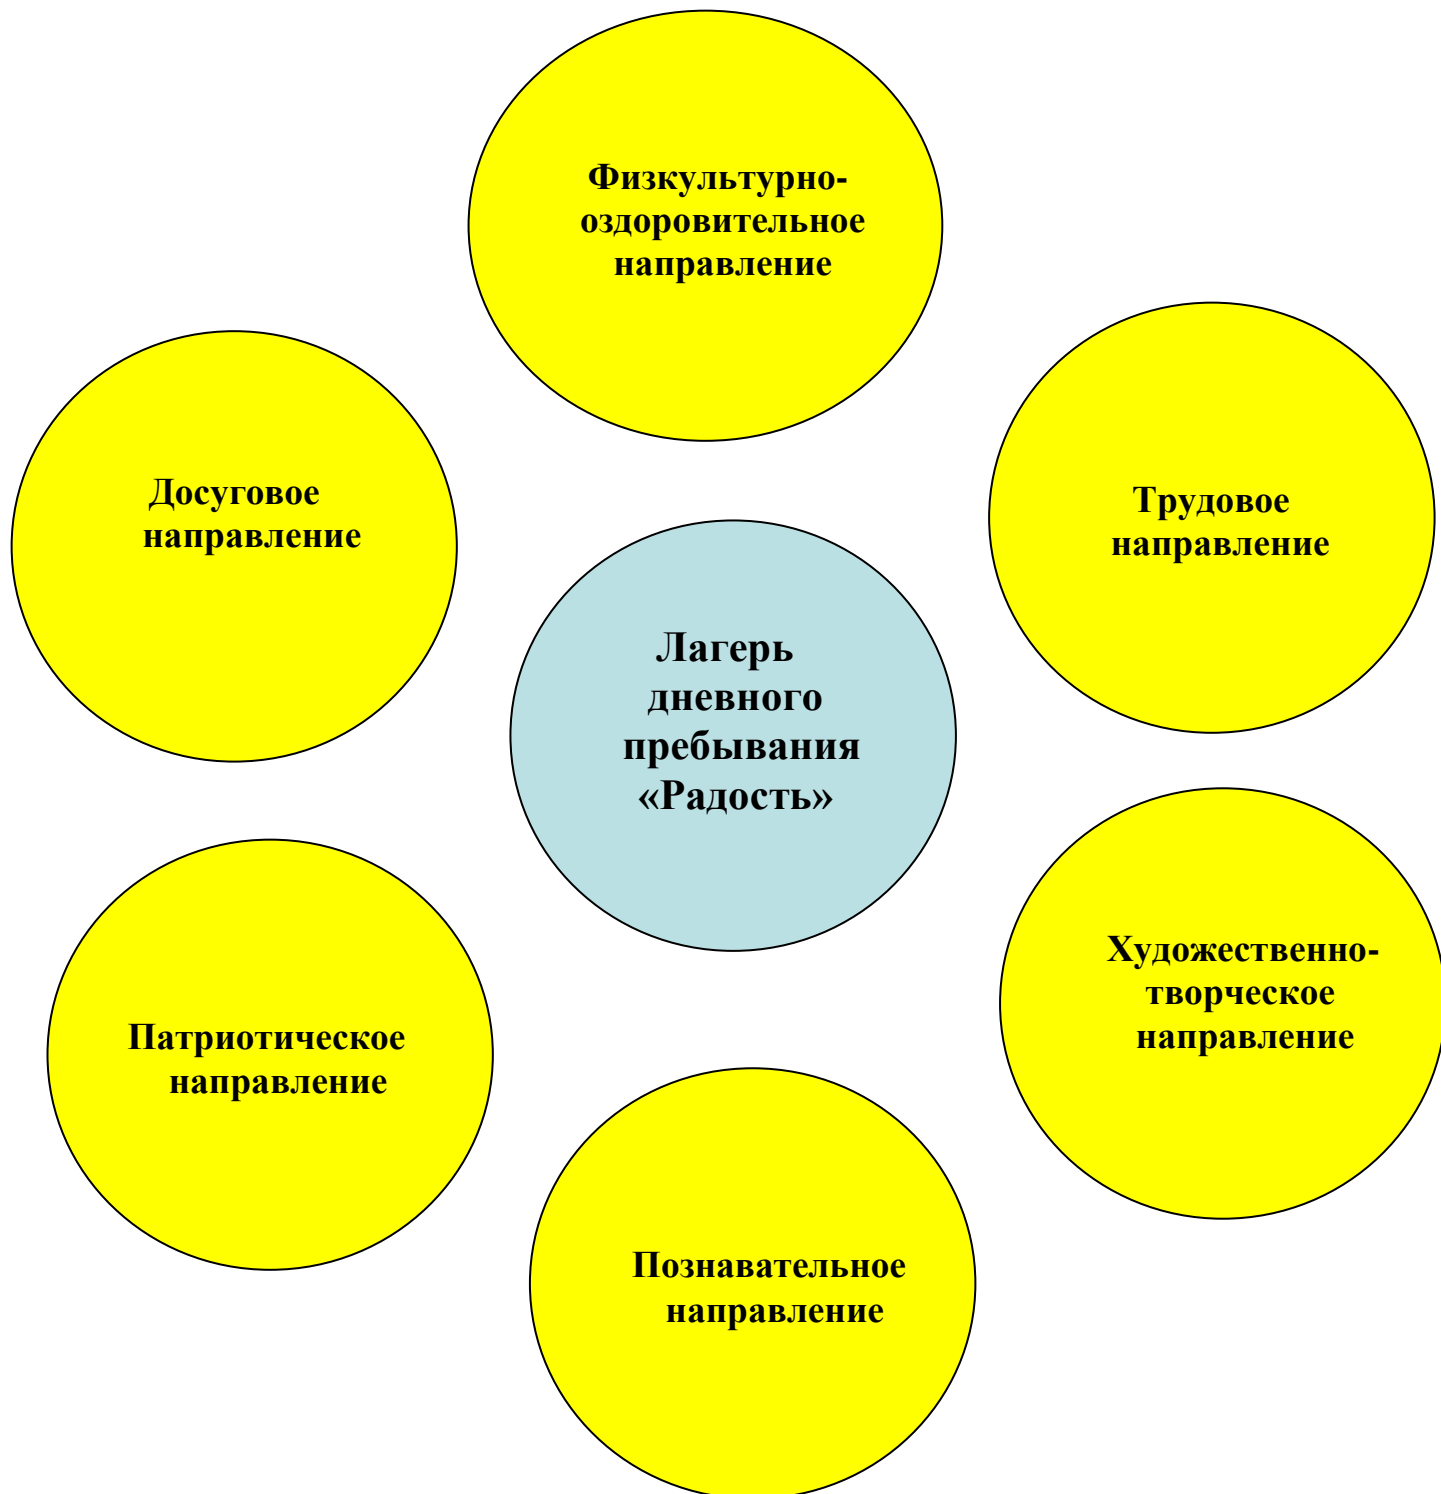 Физкультурно-
оздоровительное
направление
Досуговое
направление
Трудовое
направление
Лагерь
дневного
пребывания
«Радость»
Художественно-
творческое
направление
Патриотическое
направление
Познавательное
направление